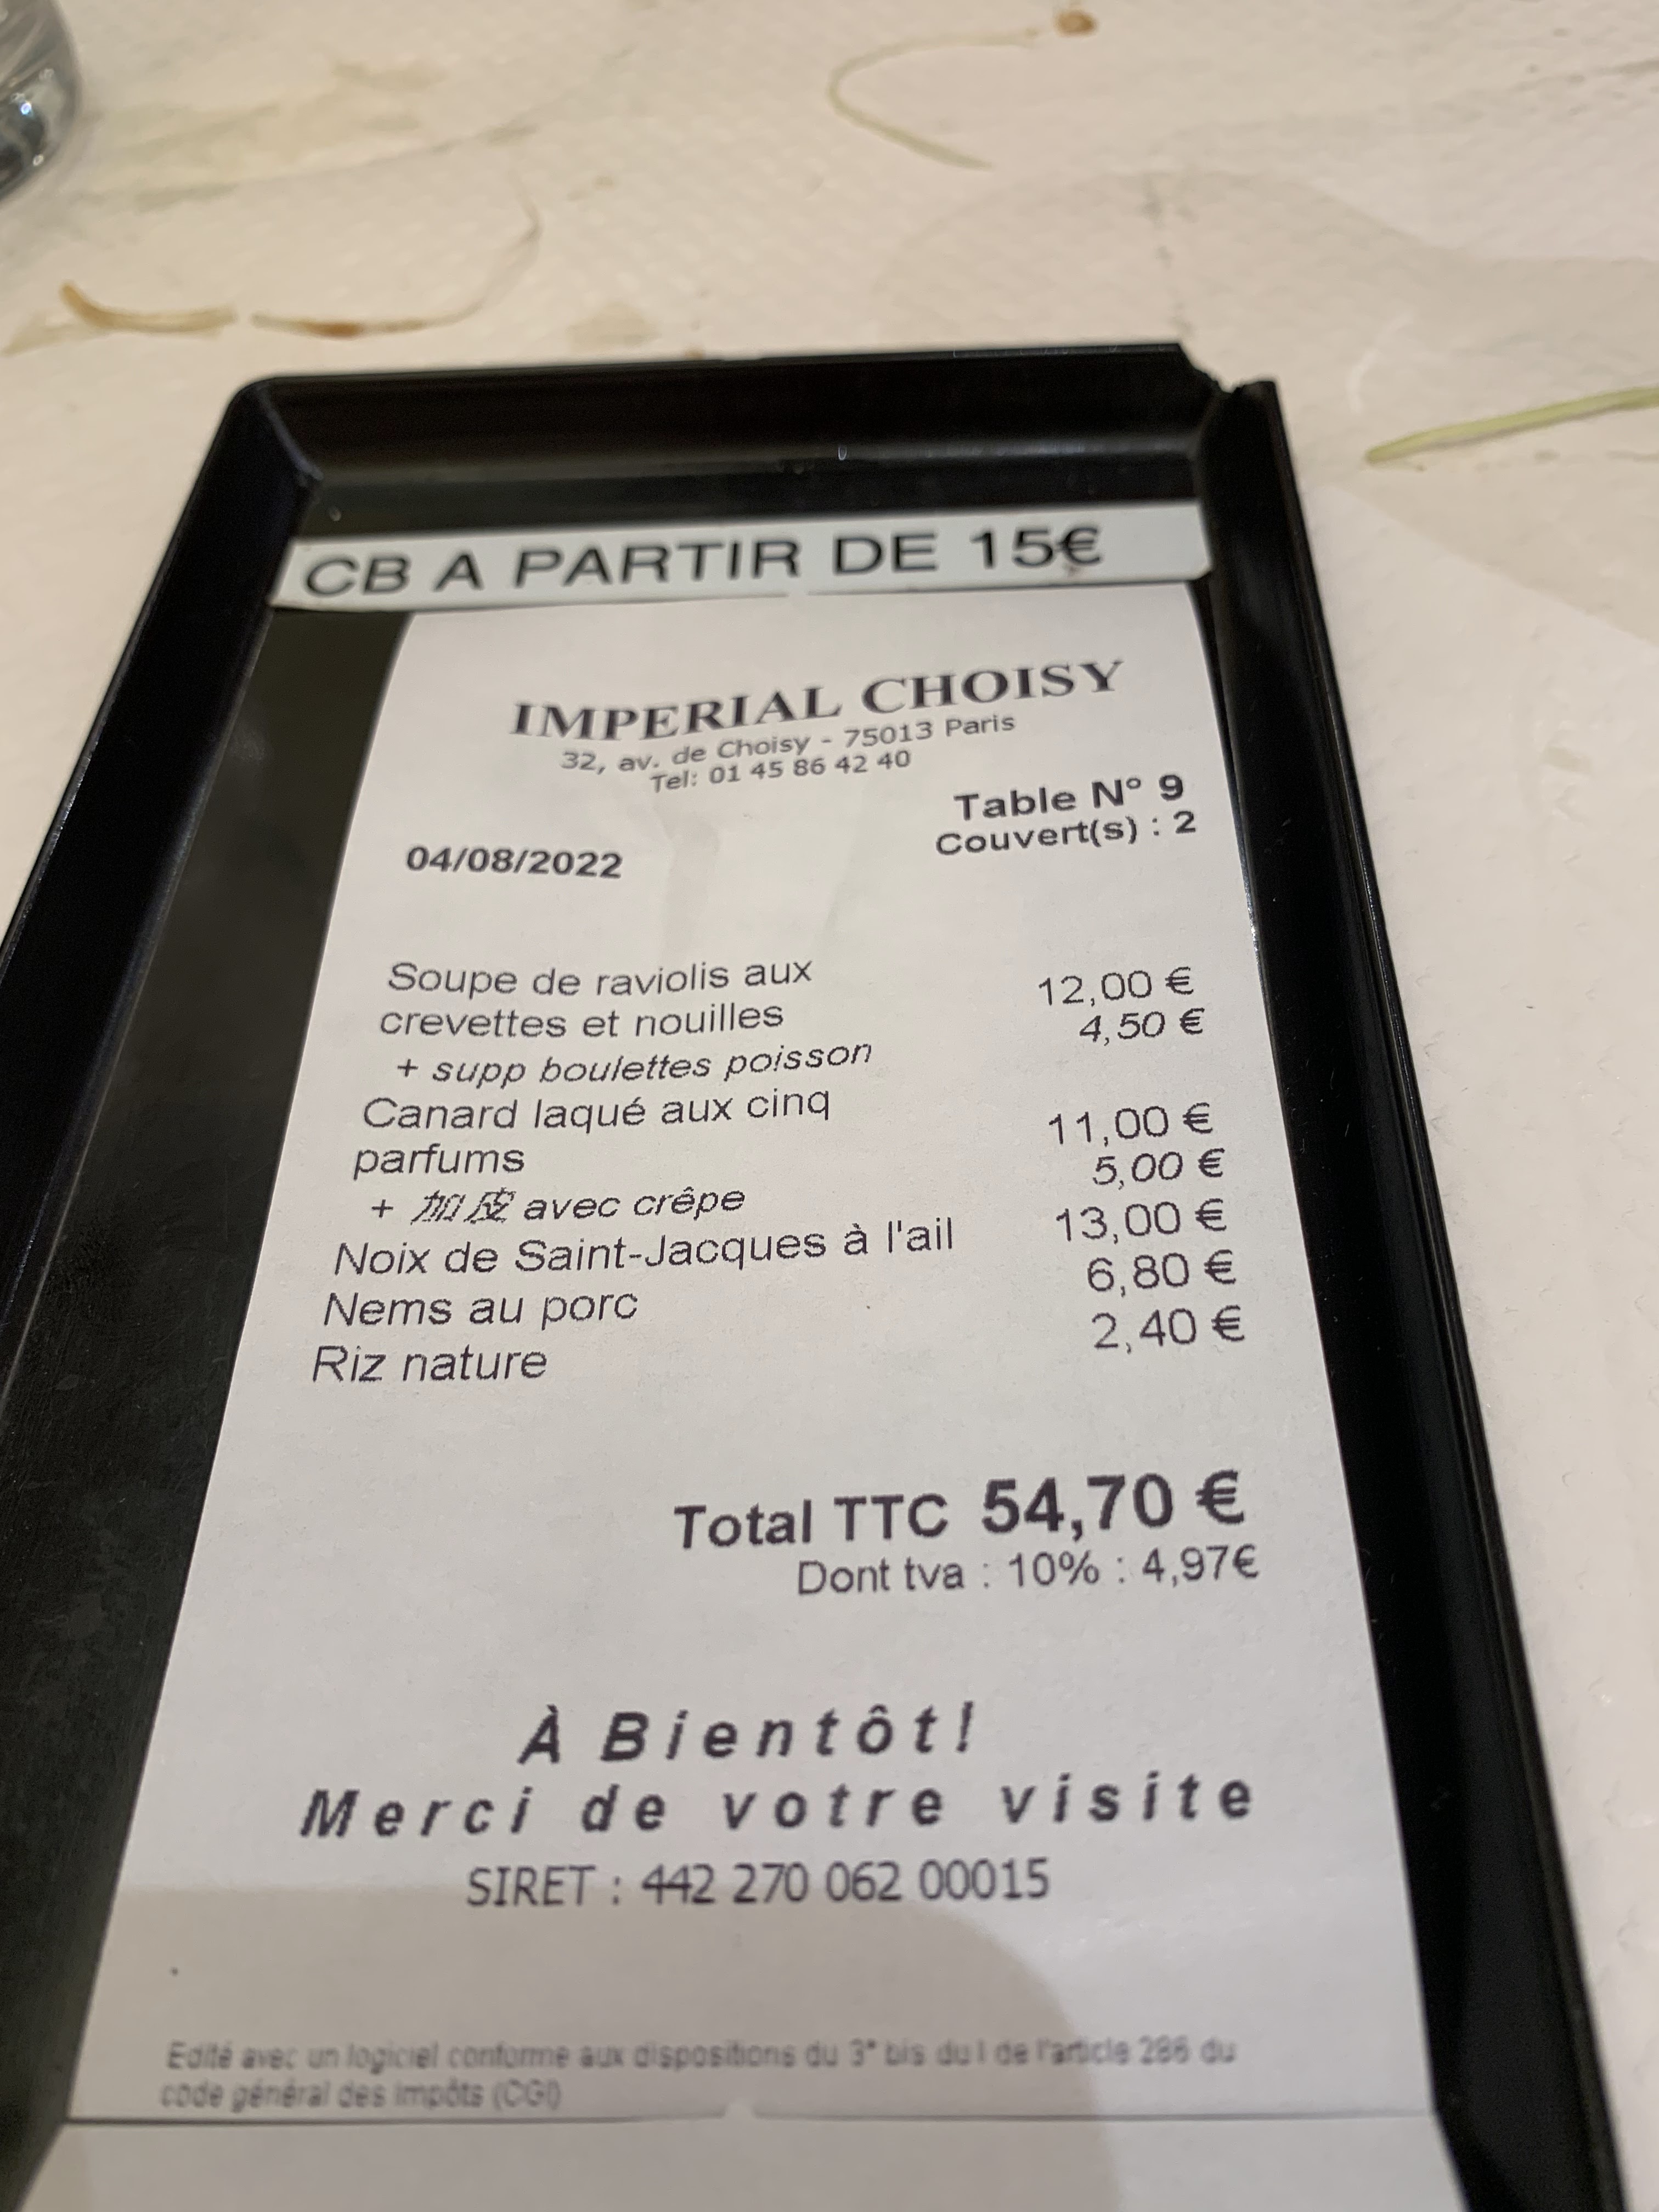 CB A PARTIR DE 15€
IMPERIAL CHOISY
32, av. de Choisy - 75013 Paris
Tel: 01 45 86 42 40
Table N° 9
Couvert(s) : 2
04/08/2022
Soupe de raviolis aux 12,00 €
crevettes et nouilles 4,50 €
+ supp boulettes poisson
Canard laqué aux cinq 11,00 €
parfums 5,00 €
+ 加皮 avec crêpe
Noix de Saint-Jacques à l'ail 13,00 €
Nems au porc 6,80 €
Riz nature 2,40 €
Total TTC 54,70 €
Dont tva : 10% : 4,97€
À Bientôt!
Merci de votre visite
SIRET : 442 270 062 00015
Edité avec un logiciel conforme aux dispositions du 3° bis du I de l'article 286 du
code général des impôts (CGI)